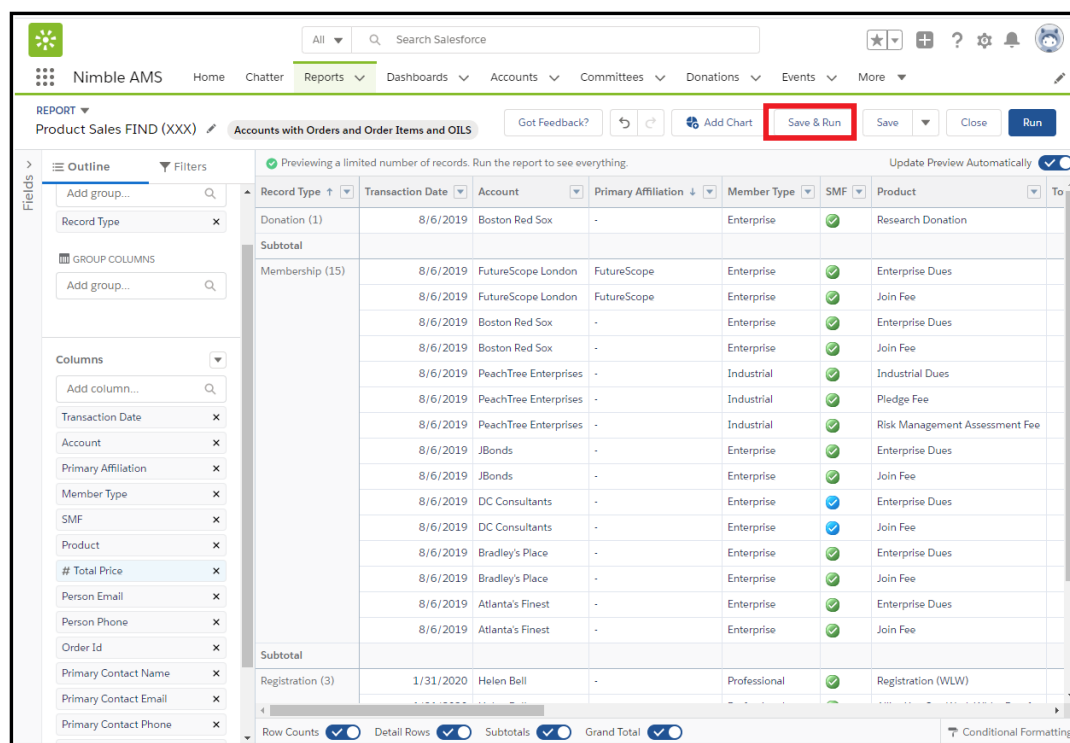 All
Search Salesforce
Nimble AMS Home Chatter Reports Dashboards Accounts Committees Donations Events More
REPORT
Product Sales FIND (XXX) Accounts with Orders and Order Items and OILS
Got Feedback? Add Chart Save & Run Save Close Run
Fields
Outline Filters
Previewing a limited number of records. Run the report to see everything. Update Preview Automatically
Add group...
Record Type
GROUP COLUMNS
Add group...
Columns
Add column...
Transaction Date
Account
Primary Affiliation
Member Type
SMF
Product
# Total Price
Person Email
Person Phone
Order Id
Primary Contact Name
Primary Contact Email
Primary Contact Phone
Record Type Transaction Date Account Primary Affiliation Member Type SMF Product To
Donation (1) 8/6/2019 Boston Red Sox - Enterprise Research Donation
Subtotal
Membership (15) 8/6/2019 FutureScope London FutureScope Enterprise Enterprise Dues
8/6/2019 FutureScope London FutureScope Enterprise Join Fee
8/6/2019 Boston Red Sox - Enterprise Enterprise Dues
8/6/2019 Boston Red Sox - Enterprise Join Fee
8/6/2019 PeachTree Enterprises - Industrial Industrial Dues
8/6/2019 PeachTree Enterprises - Industrial Pledge Fee
8/6/2019 PeachTree Enterprises - Industrial Risk Management Assessment Fee
8/6/2019 JBonds - Enterprise Enterprise Dues
8/6/2019 JBonds - Enterprise Join Fee
8/6/2019 DC Consultants - Enterprise Enterprise Dues
8/6/2019 DC Consultants - Enterprise Join Fee
8/6/2019 Bradley's Place - Enterprise Enterprise Dues
8/6/2019 Bradley's Place - Enterprise Join Fee
8/6/2019 Atlanta's Finest - Enterprise Enterprise Dues
8/6/2019 Atlanta's Finest - Enterprise Join Fee
Subtotal
Registration (3) 1/31/2020 Helen Bell - Professional Registration (WLW)
Row Counts Detail Rows Subtotals Grand Total Conditional Formatting